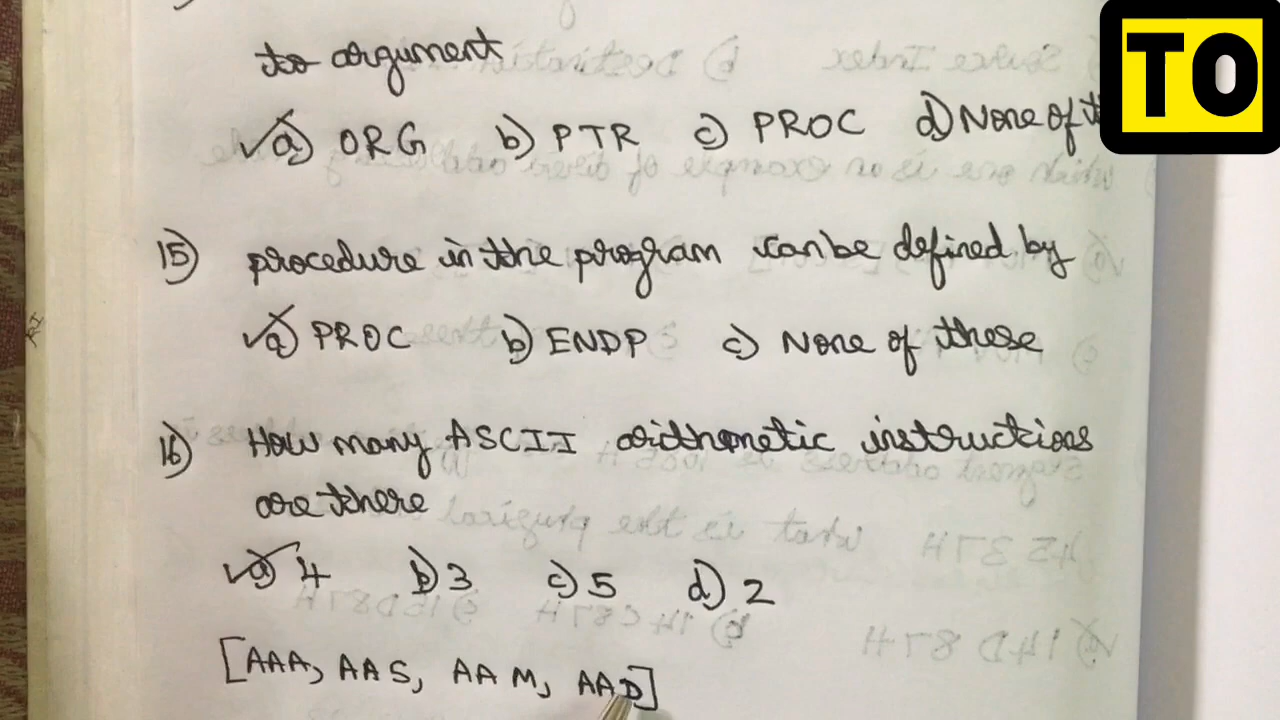 to argument
a) ORG b) PTR c) PROC d) None of
TO
15) procedure in the program can be defined by
a) PROC b) ENDP c) None of these
16) How many ASCII arithmetic instructions
are there
a) 4 b) 3 c) 5 d) 2
[AAA, AAS, AAM, AAD]